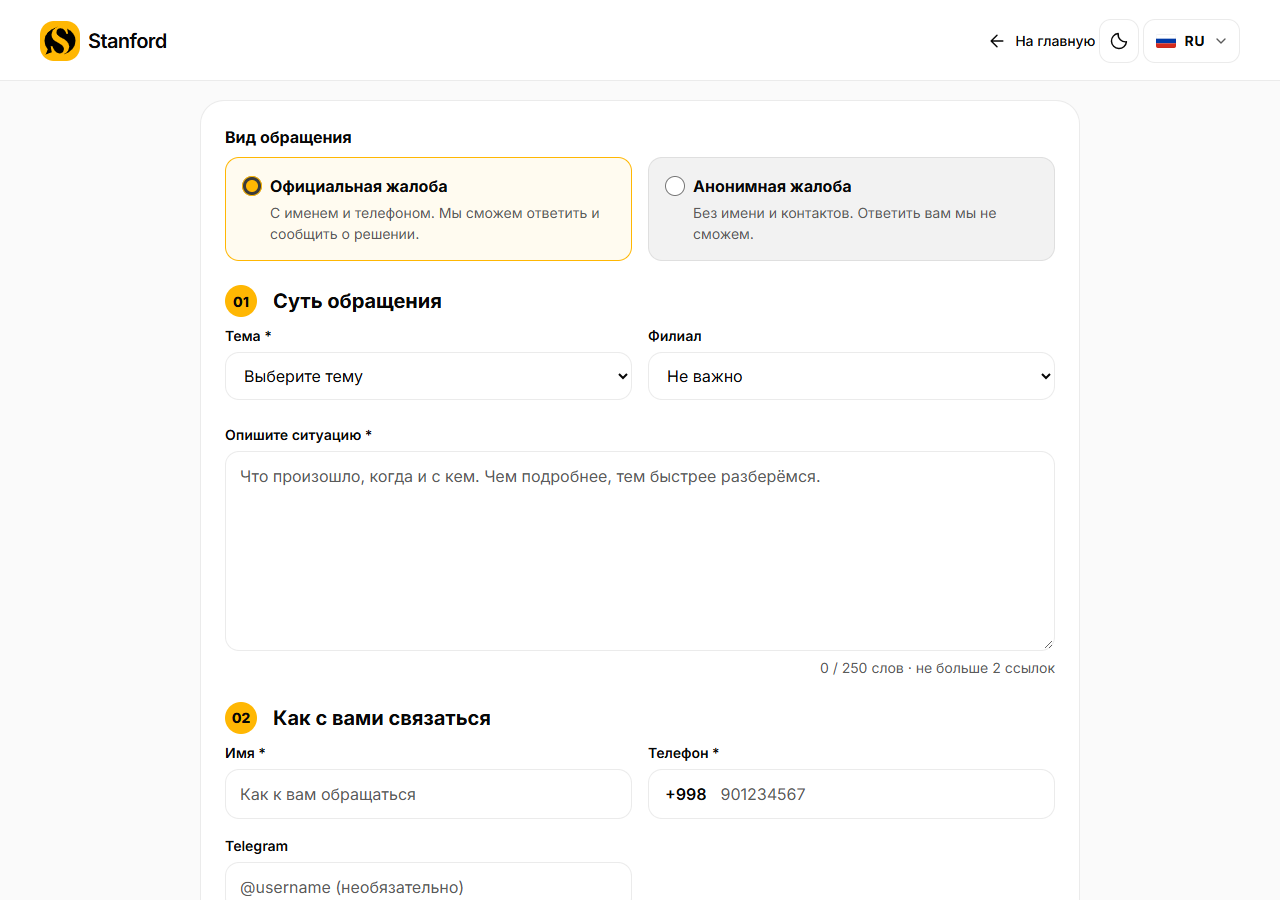 Stanford
На главную
RU
Вид обращения
Официальная жалоба
С именем и телефоном. Мы сможем ответить и
сообщить о решении.
Анонимная жалоба
Без имени и контактов. Ответить вам мы не
сможем.
01 Суть обращения
Тема *
Филиал
Выберите тему
Не важно
Опишите ситуацию *
Что произошло, когда и с кем. Чем подробнее, тем быстрее разберёмся.
0 / 250 слов · не больше 2 ссылок
02 Как с вами связаться
Имя *
Телефон *
Как к вам обращаться
+998 901234567
Telegram
@username (необязательно)